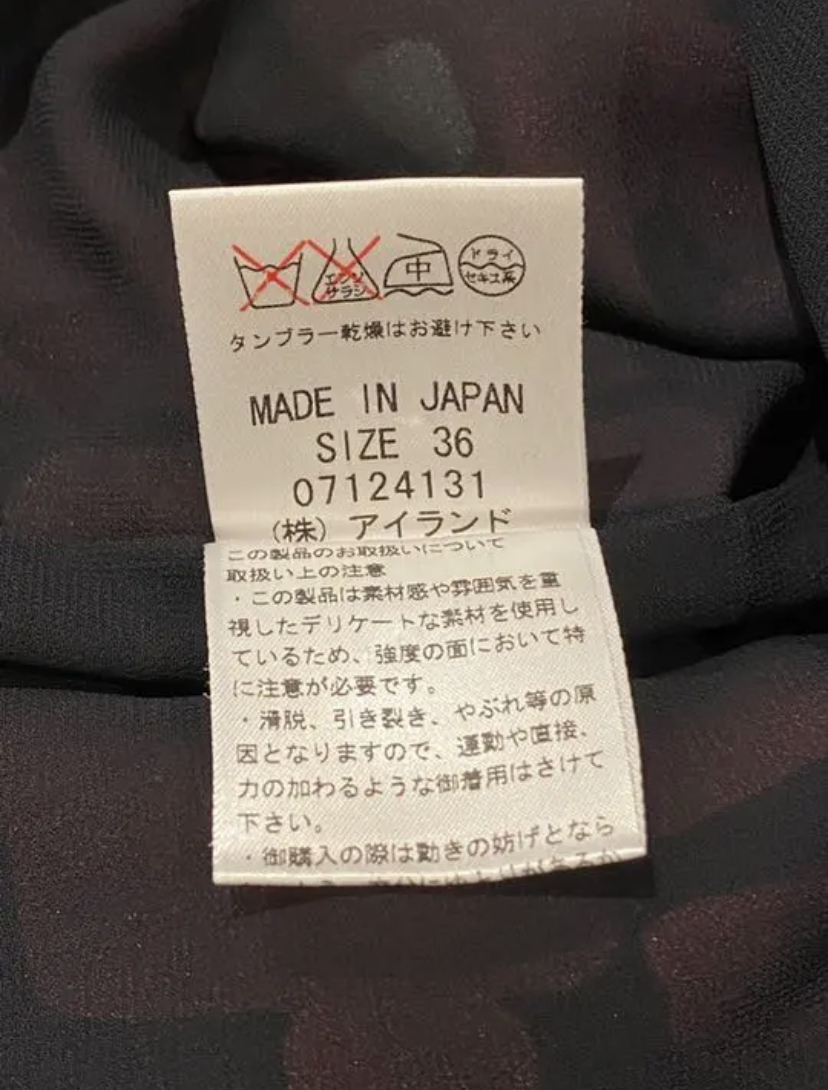 エンソ
サラシ
中
ドライ
セキユ系
タンブラー乾燥はお避け下さい
MADE IN JAPAN
SIZE 36
07124131
(株) アイランド
この製品のお取扱いについて
取扱い上の注意
・この製品は素材感や雰囲気を重
視したデリケートな素材を使用し
ているため、強度の面において特
に注意が必要です。
・滑脱、引き裂き、やぶれ等の原
因となりますので、運動や直接、
力の加わるような御着用はさけて
下さい。
・御購入の際は動きの妨げとなら